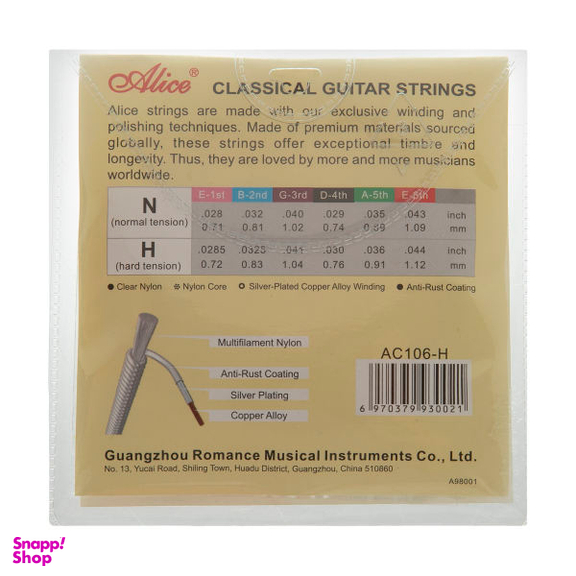 Alice® CLASSICAL GUITAR STRINGS
Alice strings are made with our exclusive winding and
polishing techniques. Made of premium materials sourced
globally, these strings offer exceptional timbre and
longevity. Thus, they are loved by more and more musicians
worldwide.
E-1st B-2nd G-3rd D-4th A-5th E-6th
N (normal tension) .028 .032 .040 .029 .035 .043 inch
0.71 0.81 1.02 0.74 0.89 1.09 mm
H (hard tension) .0285 .0325 .041 .030 .036 .044 inch
0.72 0.83 1.04 0.76 0.91 1.12 mm
Clear Nylon Nylon Core Silver-Plated Copper Alloy Winding Anti-Rust Coating
Multifilament Nylon
Anti-Rust Coating
Silver Plating
Copper Alloy
AC106-H
6 970379 930021
Guangzhou Romance Musical Instruments Co., Ltd.
No. 13, Yucai Road, Shiling Town, Huadu District, Guangzhou, China 510860
A98001
Snapp!
Shop